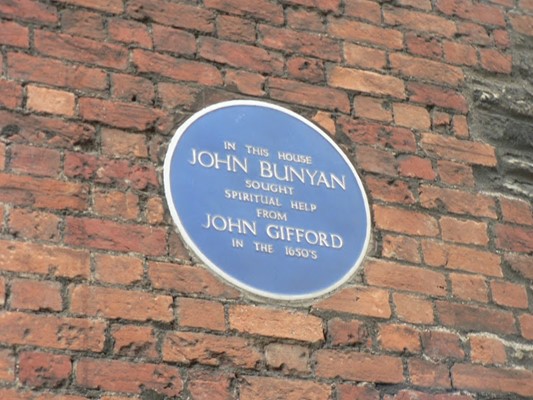 IN THIS HOUSE
JOHN BUNYAN
SOUGHT
SPIRITUAL HELP
FROM
JOHN GIFFORD
IN THE 1650'S